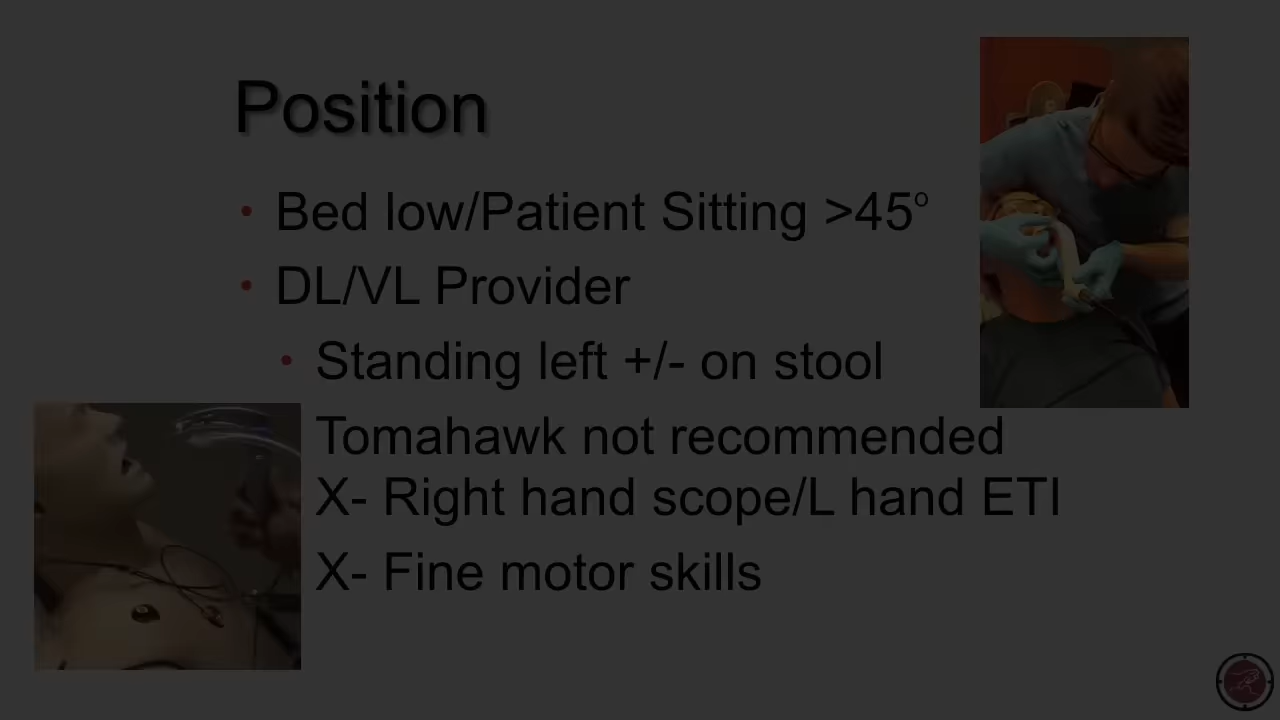 Position
• Bed low/Patient Sitting >45º
• DL/VL Provider
• Standing left +/- on stool
Tomahawk not recommended
X- Right hand scope/L hand ETI
X- Fine motor skills